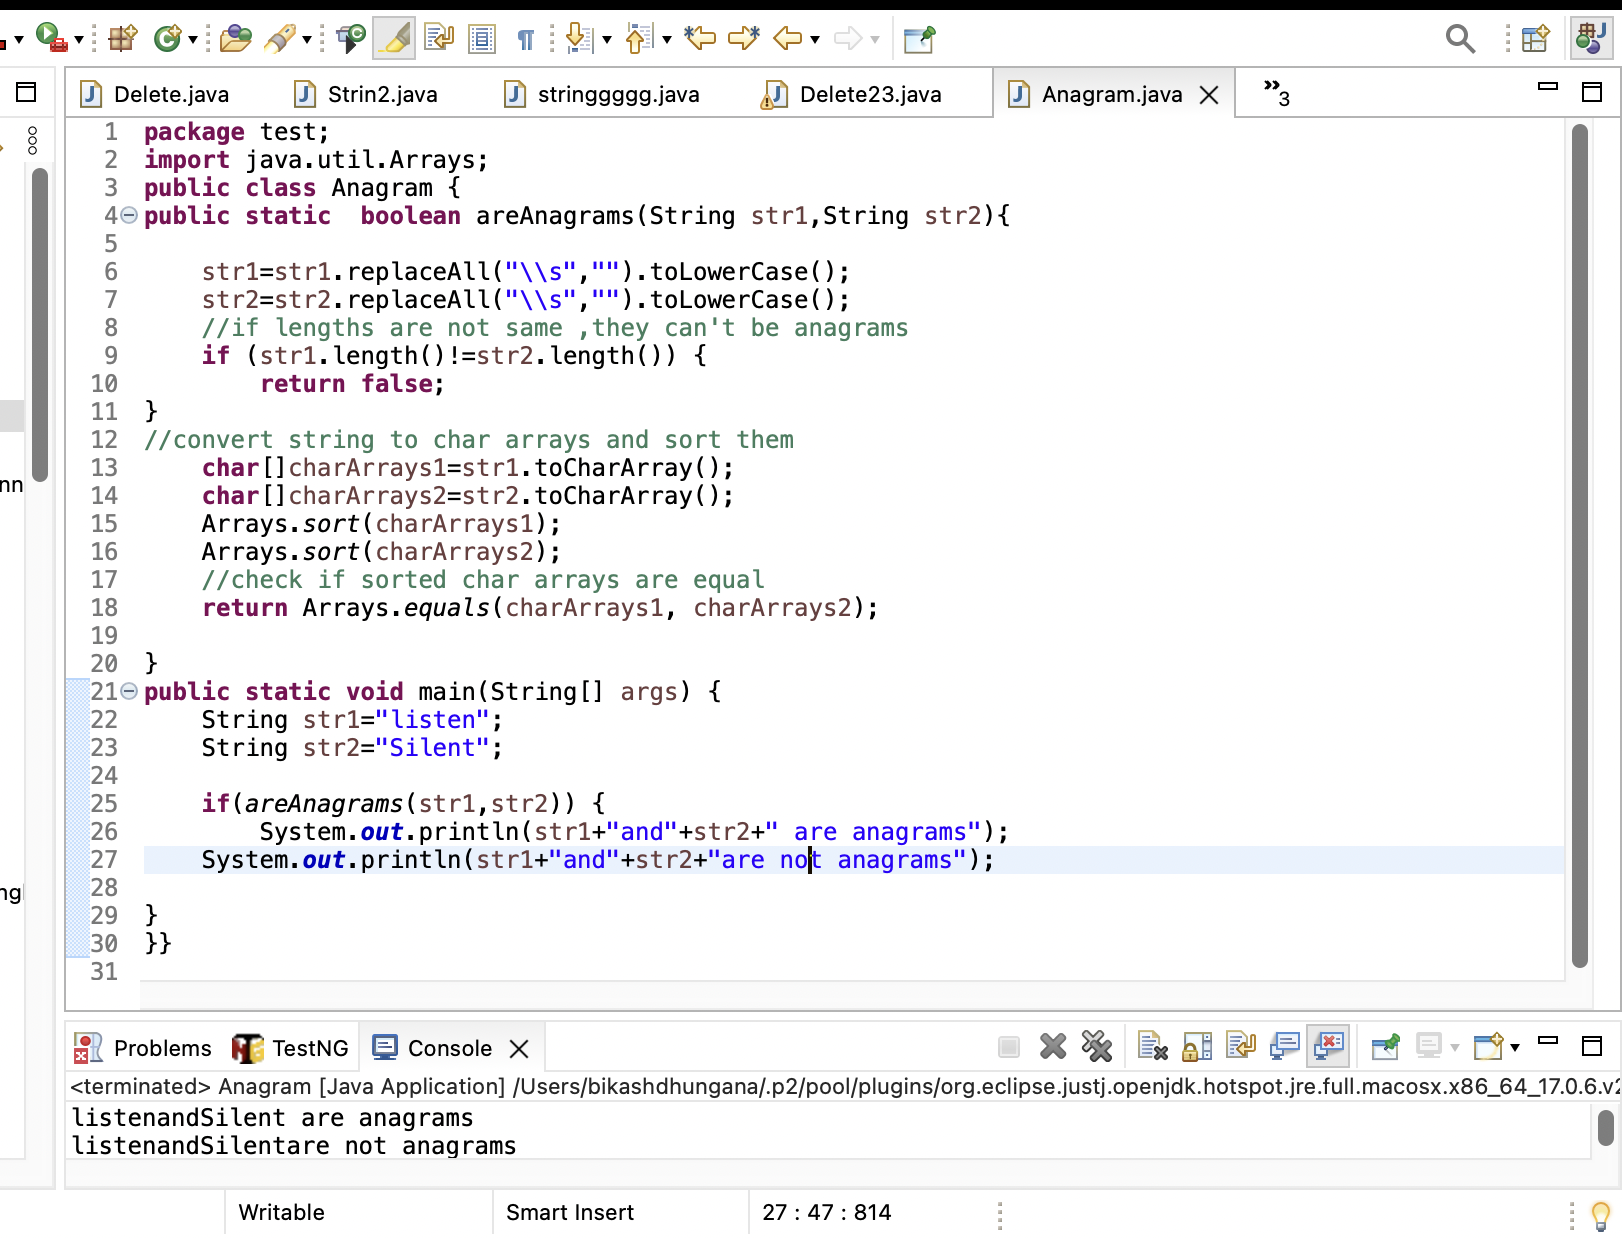 Delete.java Strin2.java stringgggg.java Delete23.java Anagram.java »3
1 package test;
2 import java.util.Arrays;
3 public class Anagram {
4 public static  boolean areAnagrams(String str1,String str2){
5
6     str1=str1.replaceAll("\\s","").toLowerCase();
7     str2=str2.replaceAll("\\s","").toLowerCase();
8     //if lengths are not same ,they can't be anagrams
9     if (str1.length()!=str2.length()) {
10         return false;
11 }
12 //convert string to char arrays and sort them
13     char[]charArrays1=str1.toCharArray();
14     char[]charArrays2=str2.toCharArray();
15     Arrays.sort(charArrays1);
16     Arrays.sort(charArrays2);
17     //check if sorted char arrays are equal
18     return Arrays.equals(charArrays1, charArrays2);
nn
19
20 }
21 public static void main(String[] args) {
22     String str1="listen";
23     String str2="Silent";
24
25     if(areAnagrams(str1,str2)) {
26         System.out.println(str1+"and"+str2+" are anagrams");
27     System.out.println(str1+"and"+str2+"are not anagrams");
28
ngl
29 }
30 }}
31
Problems TestNG Console
<terminated> Anagram [Java Application] /Users/bikashdhungana/.p2/pool/plugins/org.eclipse.justj.openjdk.hotspot.jre.full.macosx.x86_64_17.0.6.v2
listenandSilent are anagrams
listenandSilentare not anagrams
Writable Smart Insert 27 : 47 : 814